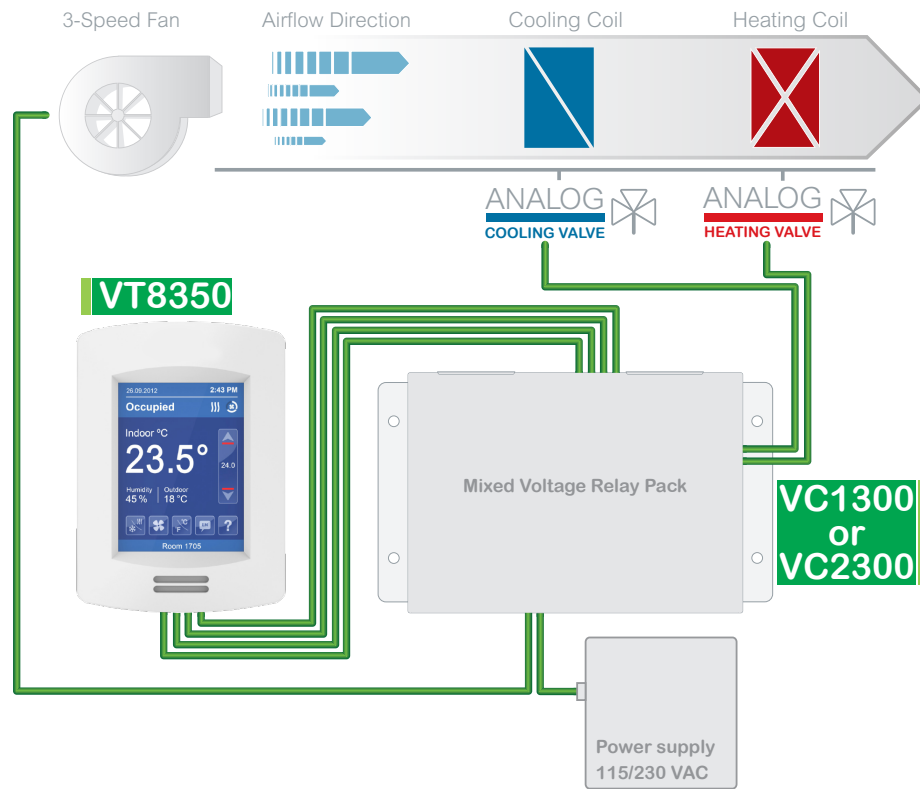 3-Speed Fan
Airflow Direction
Cooling Coil
Heating Coil
ANALOG
COOLING VALVE
ANALOG
HEATING VALVE
VT8350
26.09.2012 2:43 PM
Occupied
Indoor °C
23.5°
24.0
Humidity Outdoor
45 % 18 °C
°C
°F
EN
?
Room 1705
Mixed Voltage Relay Pack
VC1300
or
VC2300
Power supply
115/230 VAC